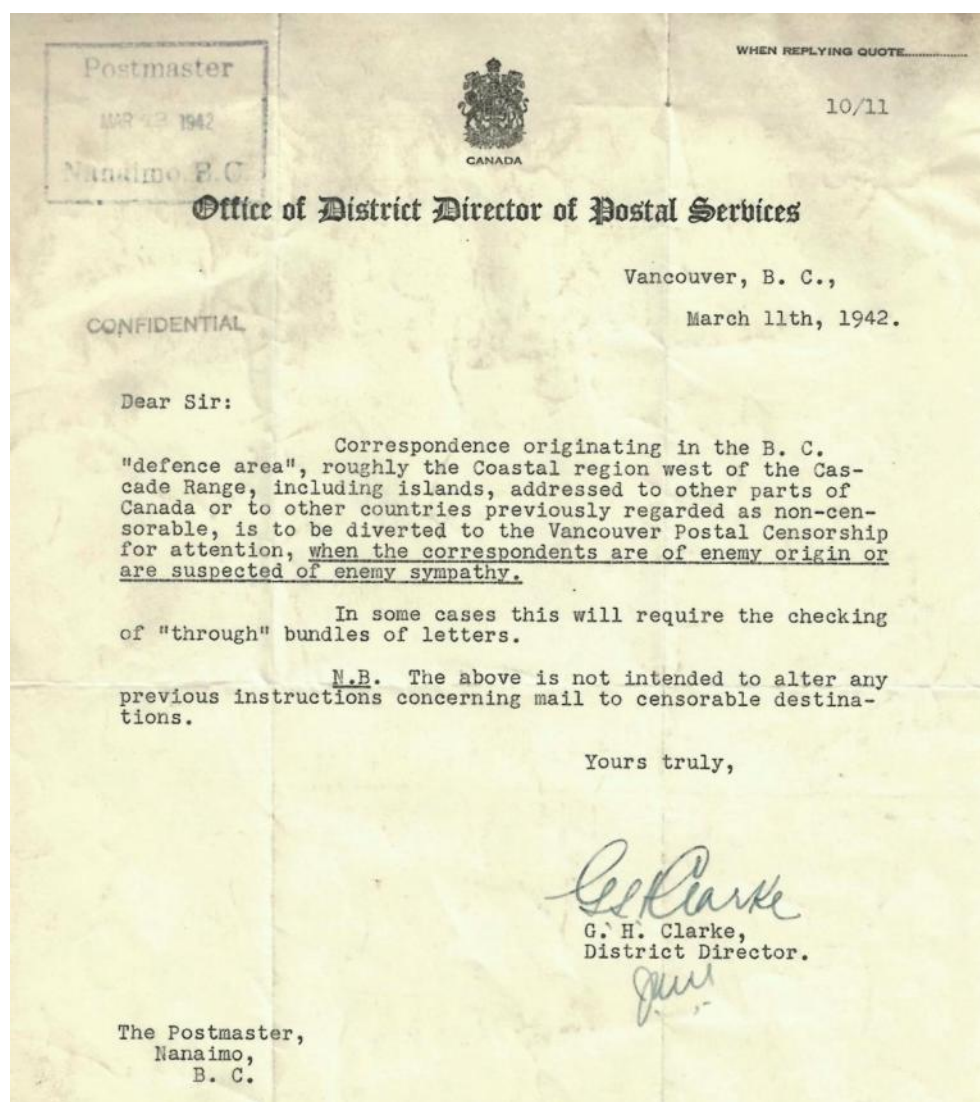 Postmaster
MAR 1942
Nanaimo, B.C.
WHEN REPLYING QUOTE
10/11
CANADA
Office of District Director of Postal Services
Vancouver, B. C.,
March 11th, 1942.
CONFIDENTIAL
Dear Sir:
Correspondence originating in the B. C.
"defence area", roughly the Coastal region west of the Cas-
cade Range, including islands, addressed to other parts of
Canada or to other countries previously regarded as non-cen-
sorable, is to be diverted to the Vancouver Postal Censorship
for attention, when the correspondents are of enemy origin or
are suspected of enemy sympathy.
In some cases this will require the checking
of "through" bundles of letters.
N.B. The above is not intended to alter any
previous instructions concerning mail to censorable destina-
tions.
Yours truly,
G H Clarke
G. H. Clarke,
District Director.
The Postmaster,
Nanaimo,
B. C.